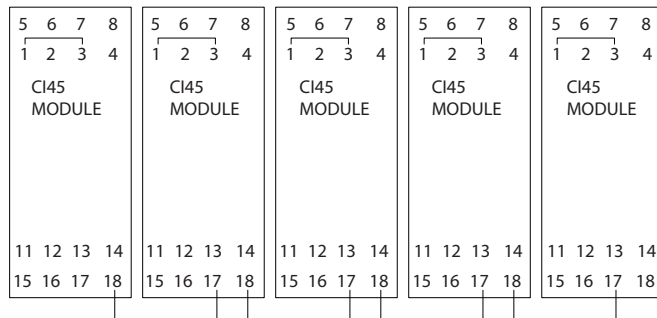 5 6 7 8 5 6 7 8 5 6 7 8 5 6 7 8 5 6 7 8
1 2 3 4 1 2 3 4 1 2 3 4 1 2 3 4 1 2 3 4
CI45 CI45 CI45 CI45 CI45
MODULE MODULE MODULE MODULE MODULE
11 12 13 14 11 12 13 14 11 12 13 14 11 12 13 14 11 12 13 14
15 16 17 18 15 16 17 18 15 16 17 18 15 16 17 18 15 16 17 18